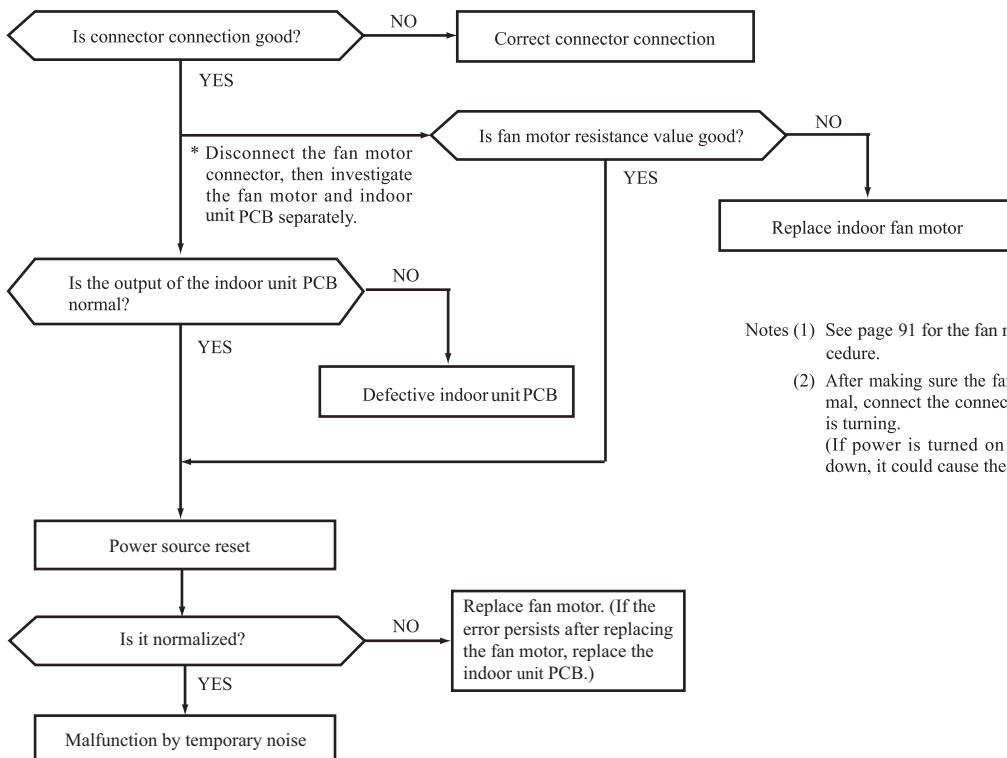 Is connector connection good?
NO
Correct connector connection
YES
Is fan motor resistance value good?
NO
* Disconnect the fan motor
connector, then investigate
the fan motor and indoor
unit PCB separately.
YES
Replace indoor fan motor
Is the output of the indoor unit PCB
normal?
NO
YES
Defective indoor unit PCB
Notes (1) See page 91 for the fan
cedure.
(2) After making sure the
mal, connect the
is turning.
(If power is turned on
down, it could cause the
Power source reset
Is it normalized?
NO
Replace fan motor. (If the
error persists after replacing
the fan motor, replace the
indoor unit PCB.)
YES
Malfunction by temporary noise